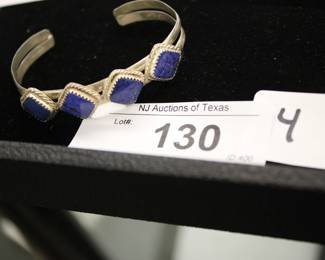 NJ Auctions of Texas
Lot#:
130
4